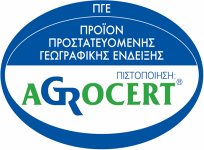 ΠΓΕ
ΠΡΟΪΟΝ
ΠΡΟΣΤΑΤΕΥΟΜΕΝΗΣ
ΓΕΩΓΡΑΦΙΚΗΣ ΕΝΔΕΙΞΗΣ
ΠΙΣΤΟΠΟΙΗΣΗ:
AGROCERT®